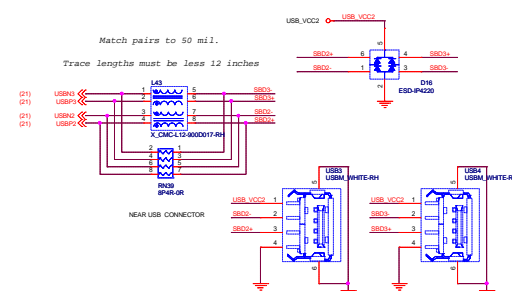 USB_VCC2 USB_VCC2
Match pairs to 50 mil.
Trace lengths must be less 12 inches
SBD2+ 6 4 SBD3+
SBD2- 1 3 SBD3-
5
2
D16
ESD-IP4220
L43
(21) USBN3 1 5 SBD3-
(21) USBP3 2 6 SBD3+
(21) USBN2 3 7 SBD2-
(21) USBP2 4 8 SBD2+
X_CMC-L12-900D017-RH
2 1
4 3
6 5
8 7
RN39
8P4R-0R
NEAR USB CONNECTOR
USB3
USBM_WHITE-RH
5
USB_VCC2 1
SBD2- 2
SBD2+ 3
4
6
USB4
USBM_WHITE-R
5
USB_VCC2 1
SBD3- 2
SBD3+ 3
4
6